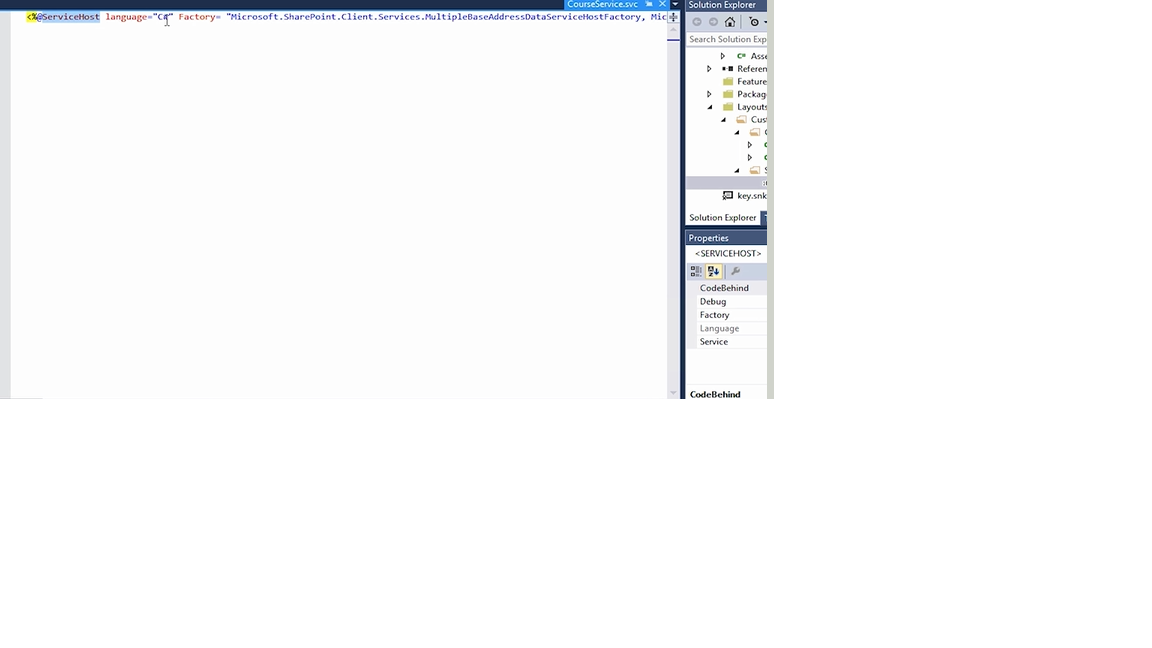 CourseService.svc
<%@ServiceHost language="C#" Factory= "Microsoft.SharePoint.Client.Services.MultipleBaseAddressDataServiceHostFactory, Mic
Solution Explorer
Search Solution Exp
C# Asse
Referen
Feature
Packag
Layouts
Cus
key.snk
Solution Explorer
Properties
<SERVICEHOST>
CodeBehind
Debug
Factory
Language
Service
CodeBehind